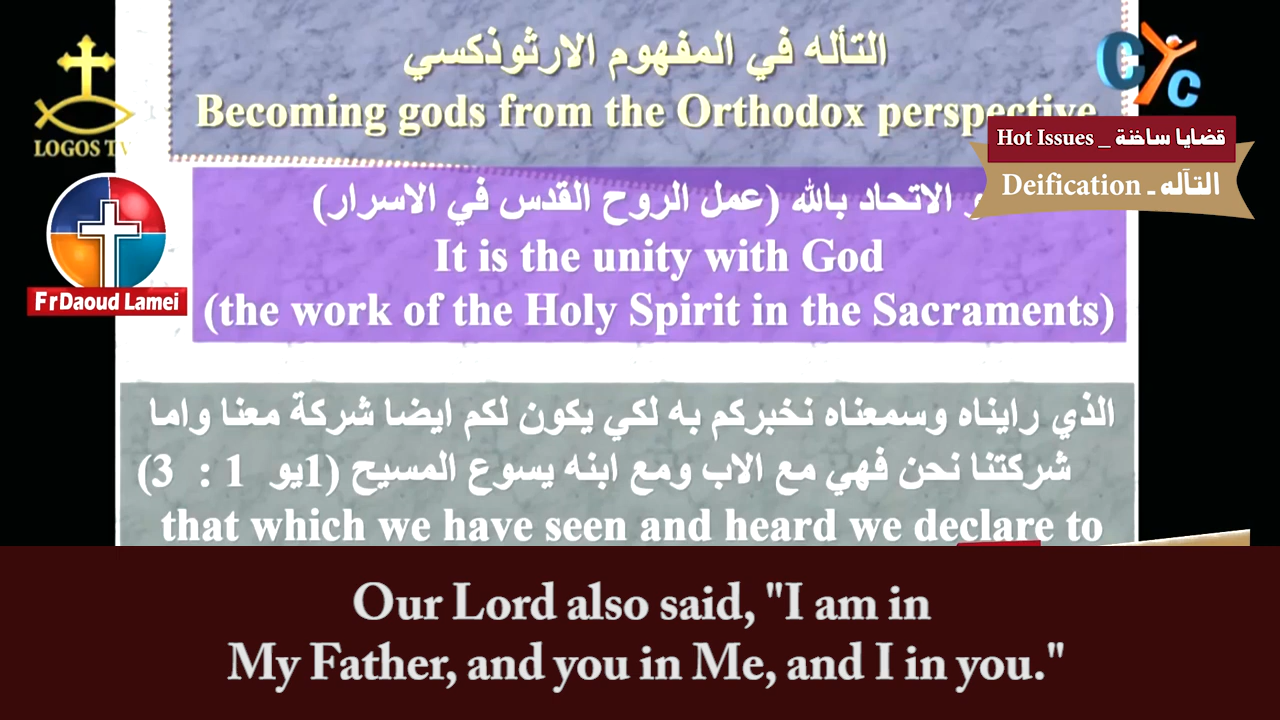 التأله في المفهوم الارثوذكسي
Becoming gods from the Orthodox perspective
LOGOS TV
CYC
Hot Issues _ قضايا ساخنة
Deification - التآله
الاتحاد بالله (عمل الروح القدس في الاسرار)
It is the unity with God
(the work of the Holy Spirit in the Sacraments)
Fr Daoud Lamei
الذي رايناه وسمعناه نخبركم به لكي يكون لكم ايضا شركة معنا واما
شركتنا نحن فهي مع الاب ومع ابنه يسوع المسيح (1يو 1 : 3)
that which we have seen and heard we declare to
Our Lord also said, "I am in
My Father, and you in Me, and I in you."